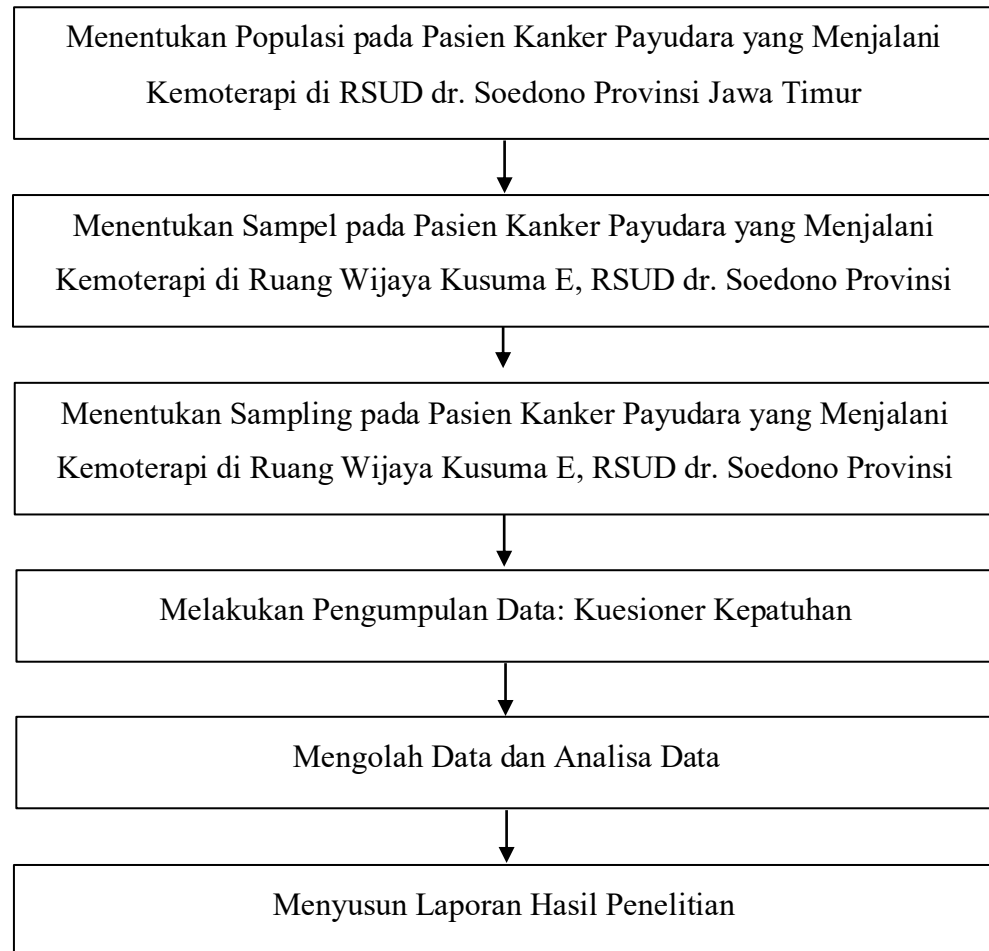 Menentukan Populasi pada Pasien Kanker Payudara yang Menjalani
Kemoterapi di RSUD dr. Soedono Provinsi Jawa Timur
Menentukan Sampel pada Pasien Kanker Payudara yang Menjalani
Kemoterapi di Ruang Wijaya Kusuma E, RSUD dr. Soedono Provinsi
Menentukan Sampling pada Pasien Kanker Payudara yang Menjalani
Kemoterapi di Ruang Wijaya Kusuma E, RSUD dr. Soedono Provinsi
Melakukan Pengumpulan Data: Kuesioner Kepatuhan
Mengolah Data dan Analisa Data
Menyusun Laporan Hasil Penelitian